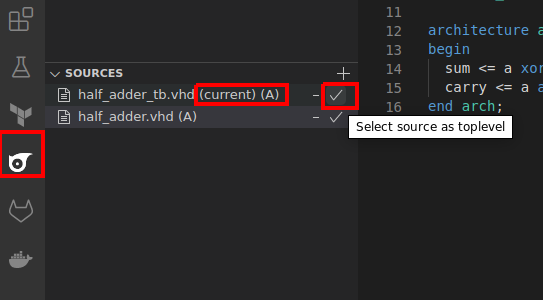 SOURCES
half_adder_tb.vhd (current) (A)
half_adder.vhd (A)
Select source as toplevel
11
12 architecture a
13 begin
14 sum <= a xor
15 carry <= a a
16 end arch;